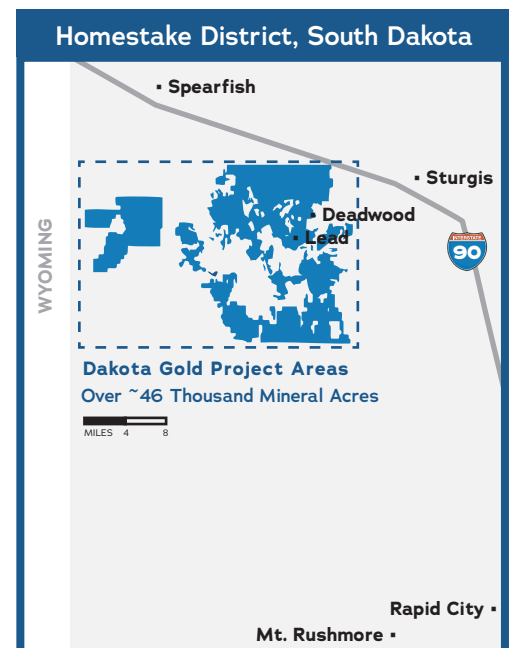 Homestake District, South Dakota
Spearfish
Sturgis
Deadwood
Lead
WYOMING
INTERSTATE
90
Dakota Gold Project Areas
Over ~46 Thousand Mineral Acres
MILES 4 8
Rapid City
Mt. Rushmore